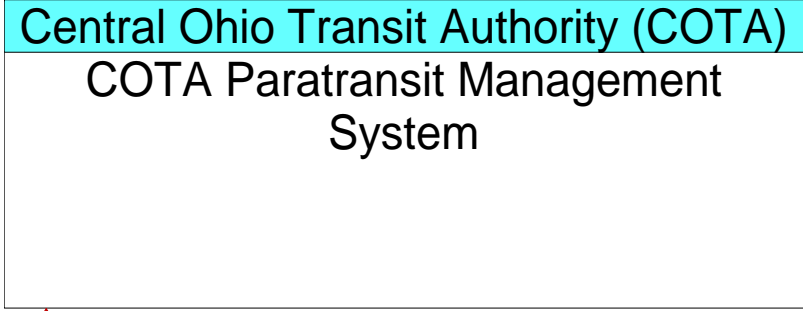 Central Ohio Transit Authority (COTA)
COTA Paratransit Management
System